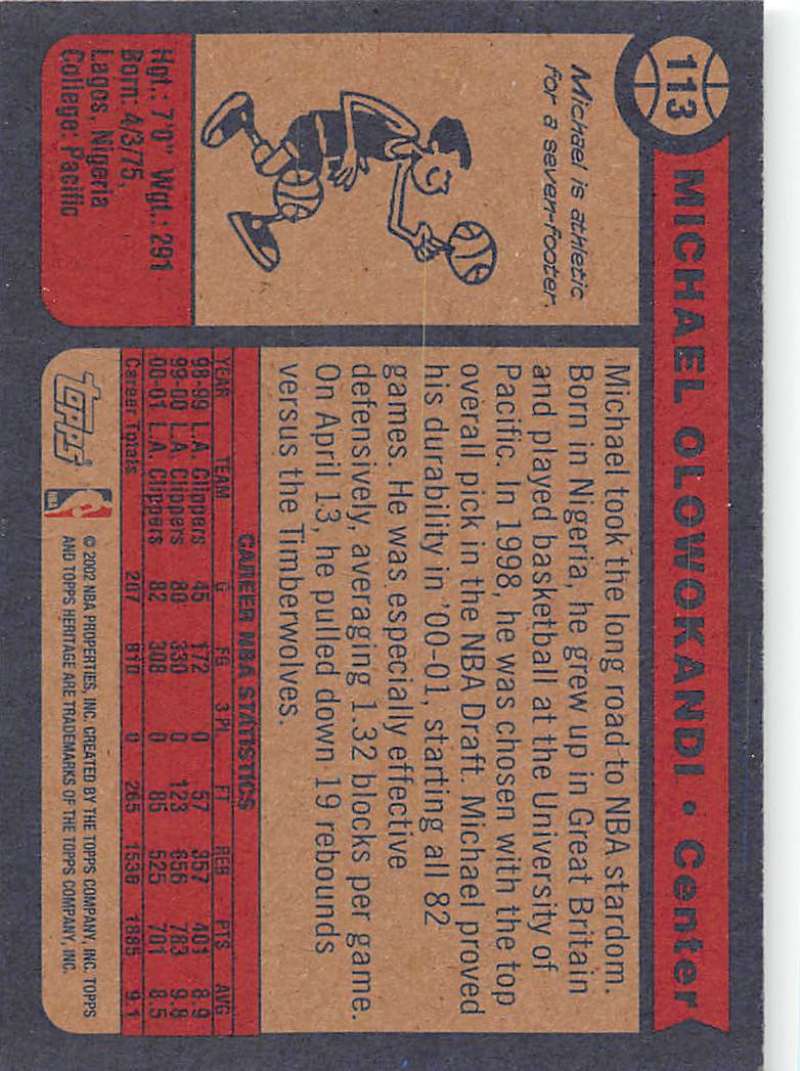 113
MICHAEL OLOWOKANDI • Center
Michael is athletic
for a seven-footer.
Hgt.: 7'0" Wgt.: 291
Born: 4/3/75,
Lagos, Nigeria
College: Pacific
Michael took the long road to NBA stardom.
Born in Nigeria, he grew up in Great Britain
and played basketball at the University of
Pacific. In 1998, he was chosen with the top
overall pick in the NBA Draft. Michael proved
his durability in '00-01, starting all 82
games. He was especially effective
defensively, averaging 1.32 blocks per game.
On April 13, he pulled down 19 rebounds
versus the Timberwolves.
CAREER NBA STATISTICS
YEAR TEAM G FG 3 Pt. FT REB PTS AVG
98-99 L.A. Clippers 45 172 0 57 357 401 8.9
99-00 L.A. Clippers 80 330 0 123 656 783 9.8
00-01 L.A. Clippers 82 308 0 85 525 701 8.5
Career Totals 207 810 0 265 1538 1885 9.1
topps
NBA
© 2002 NBA PROPERTIES, INC. CREATED BY THE TOPPS COMPANY, INC. TOPPS
AND TOPPS HERITAGE ARE TRADEMARKS OF THE TOPPS COMPANY, INC.